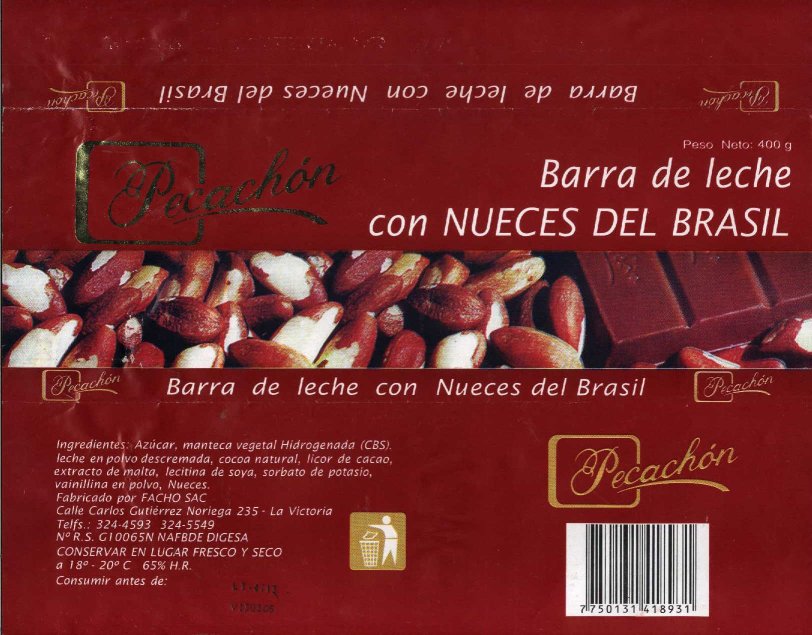 Barra de leche con Nueces del Brasil
Pecachón
Pecachón
Peso Neto: 400 g
Pecachón
Barra de leche
con NUECES DEL BRASIL
Pecachón
Barra de leche con Nueces del Brasil
Pecachón
Ingredientes: Azúcar, manteca vegetal Hidrogenada (CBS),
leche en polvo descremada, cocoa natural, licor de cacao,
extracto de malta, lecitina de soya, sorbato de potasio,
vainillina en polvo, Nueces.
Fabricado por FACHO SAC
Calle Carlos Gutiérrez Noriega 235 - La Victoria
Telfs.: 324-4593 324-5549
Nº R.S. G10065N NAFBDE DIGESA
CONSERVAR EN LUGAR FRESCO Y SECO
a 18º - 20º C 65% H.R.
Consumir antes de:
Pecachón
7 750131 418931